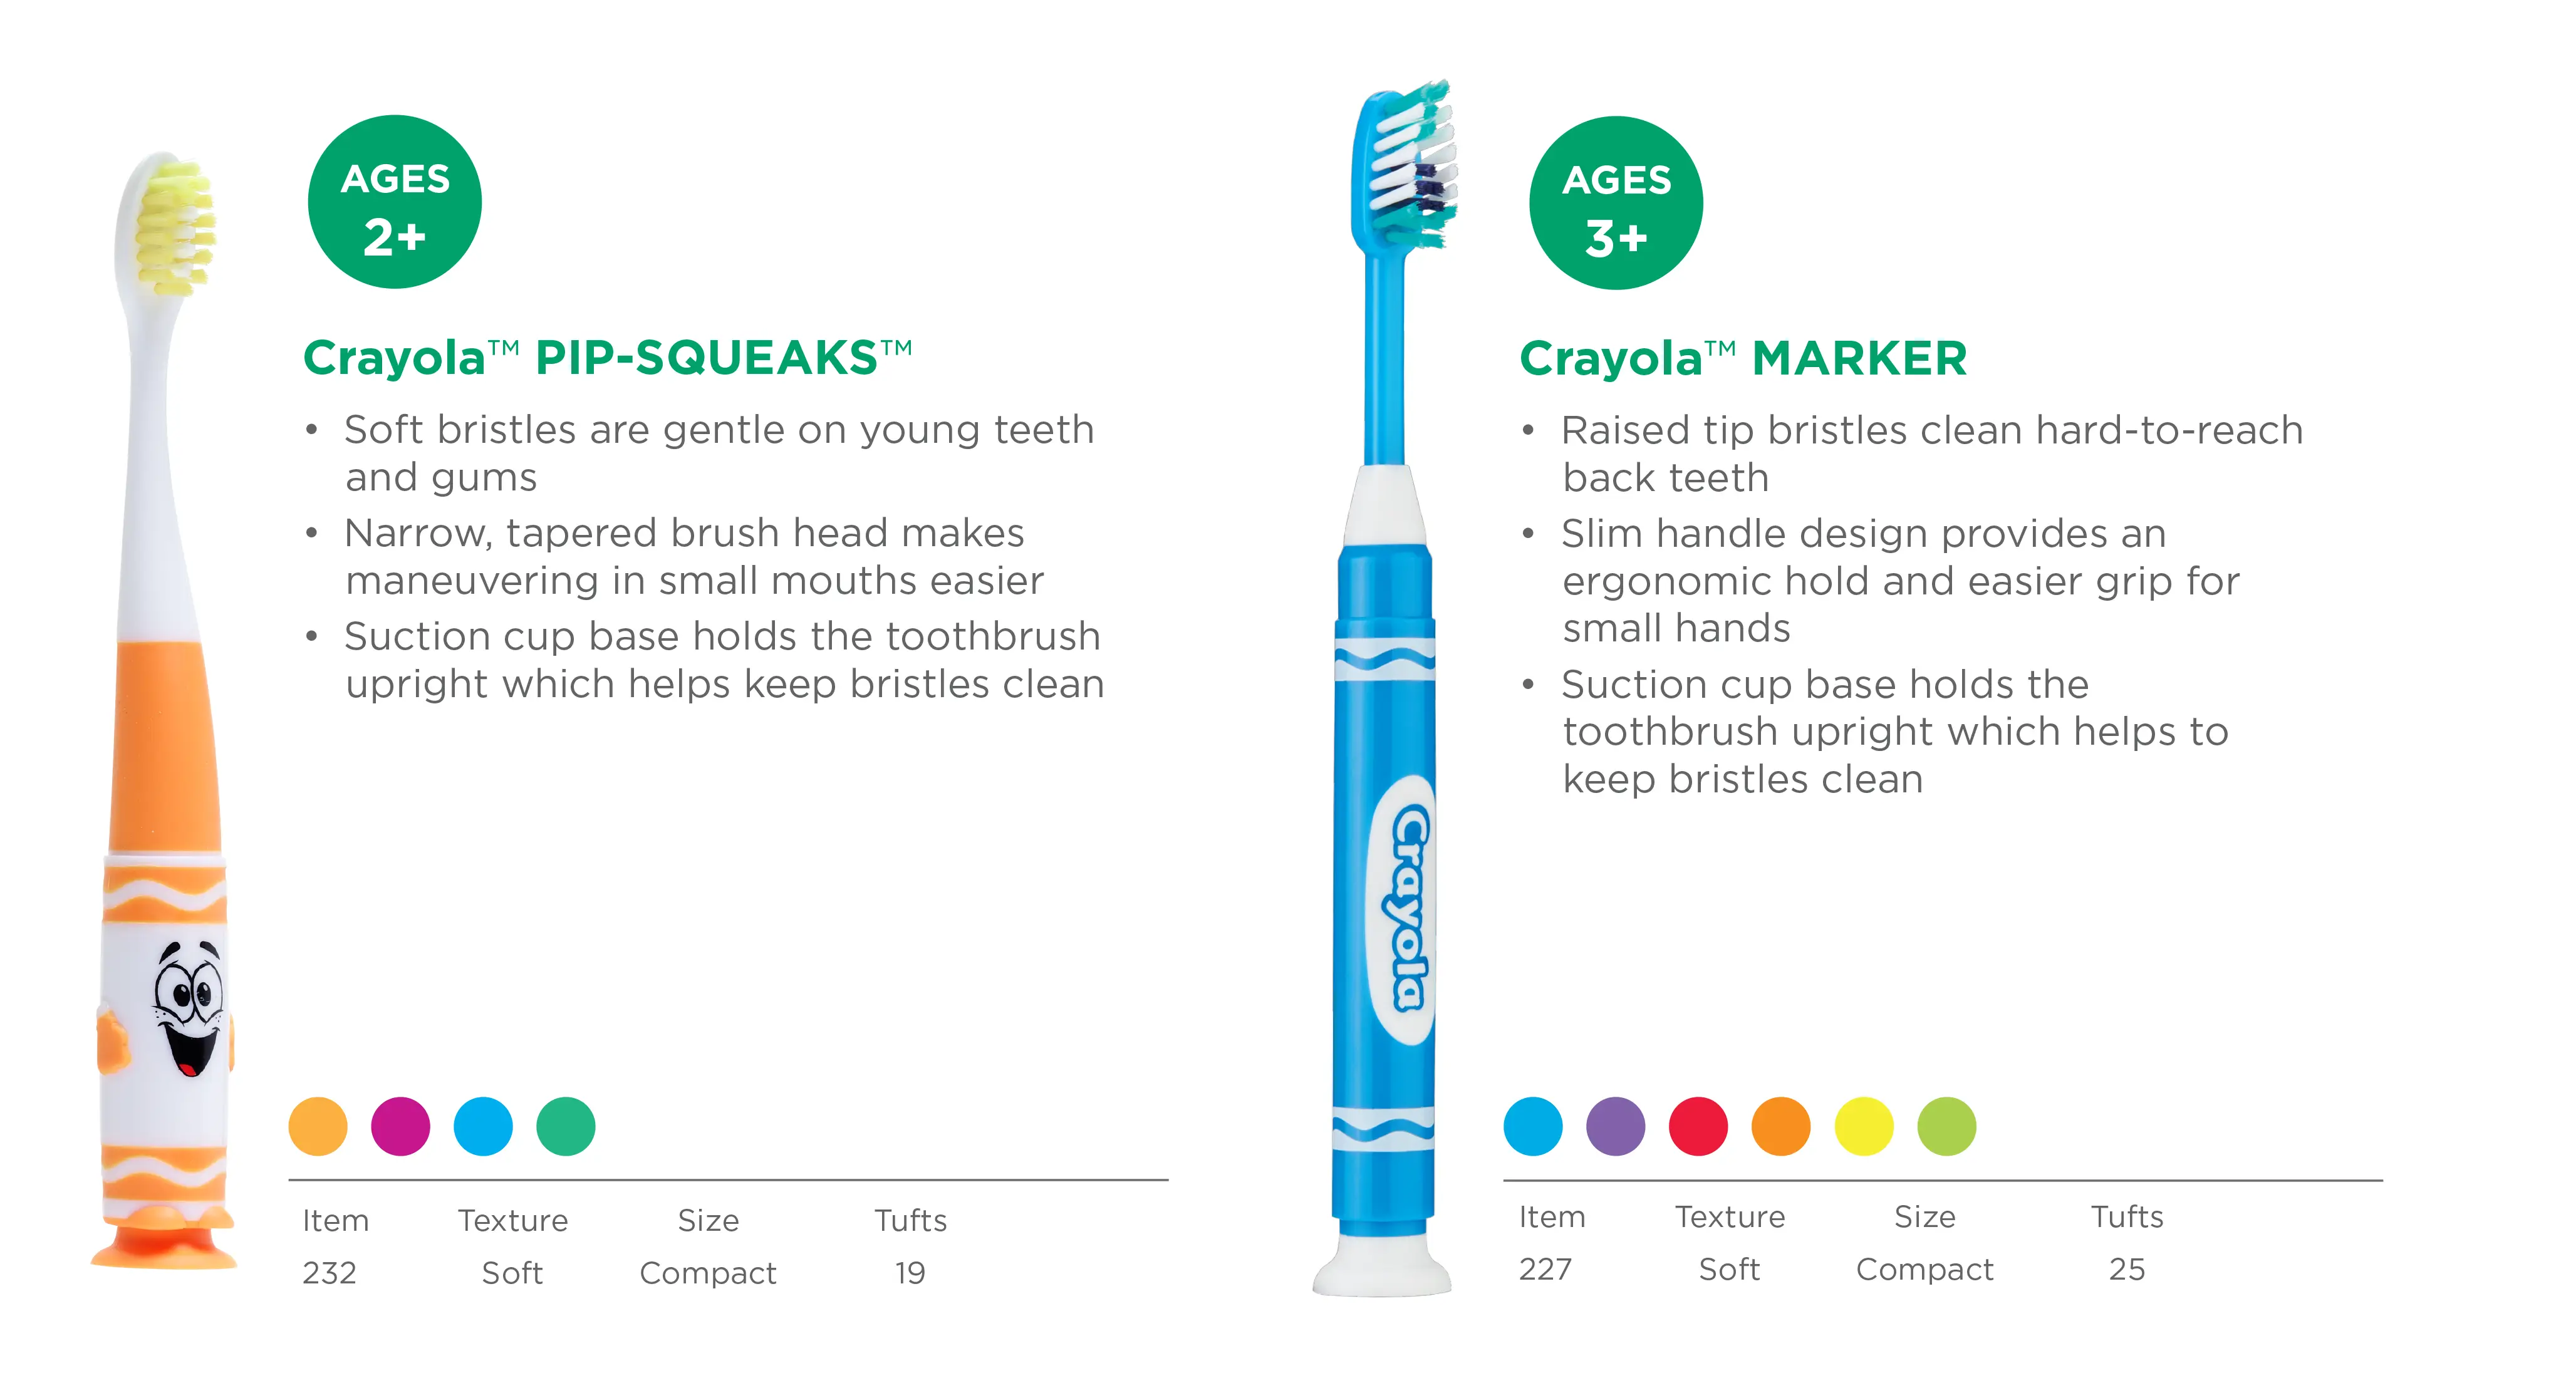 AGES
2+
Crayola™ PIP-SQUEAKS™
• Soft bristles are gentle on young teeth
and gums
• Narrow, tapered brush head makes
maneuvering in small mouths easier
• Suction cup base holds the toothbrush
upright which helps keep bristles clean
Item Texture Size Tufts
232 Soft Compact 19
Crayola
AGES
3+
Crayola™ MARKER
• Raised tip bristles clean hard-to-reach
back teeth
• Slim handle design provides an
ergonomic hold and easier grip for
small hands
• Suction cup base holds the
toothbrush upright which helps to
keep bristles clean
Item Texture Size Tufts
227 Soft Compact 25